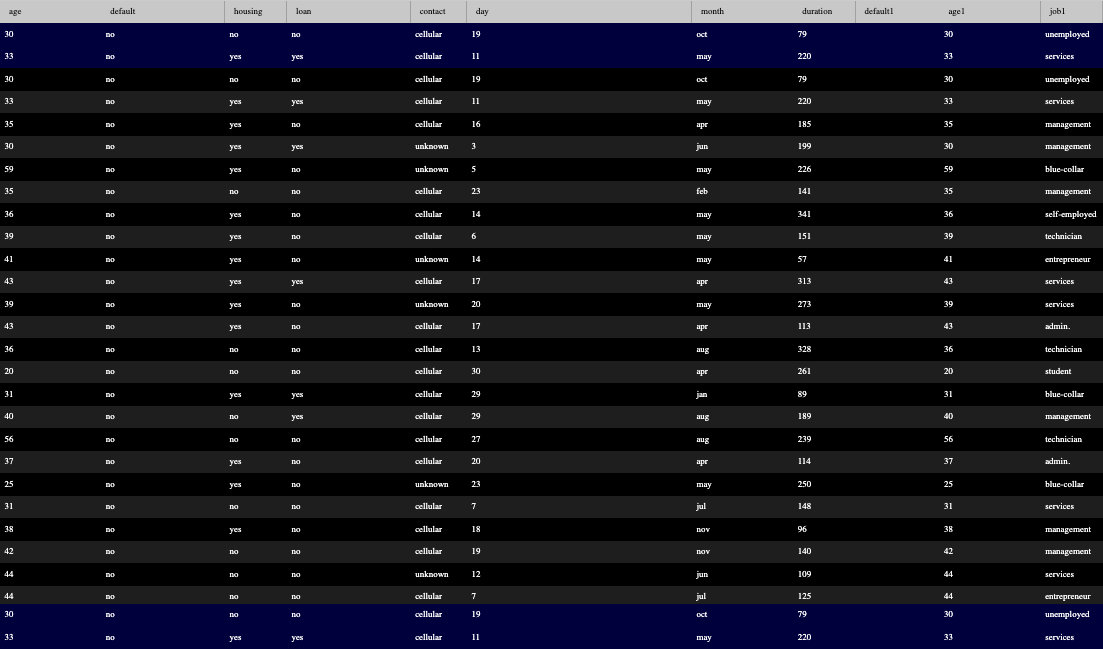 age default housing loan contact day month duration default1 age1 job1
30 no no no cellular 19 oct 79 30 unemployed
33 no yes yes cellular 11 may 220 33 services
30 no no no cellular 19 oct 79 30 unemployed
33 no yes yes cellular 11 may 220 33 services
35 no yes no cellular 16 apr 185 35 management
30 no yes yes unknown 3 jun 199 30 management
59 no yes no unknown 5 may 226 59 blue-collar
35 no no no cellular 23 feb 141 35 management
36 no yes no cellular 14 may 341 36 self-employed
39 no yes no cellular 6 may 151 39 technician
41 no yes no unknown 14 may 57 41 entrepreneur
43 no yes yes cellular 17 apr 313 43 services
39 no yes no unknown 20 may 273 39 services
43 no yes no cellular 17 apr 113 43 admin.
36 no no no cellular 13 aug 328 36 technician
20 no no no cellular 30 apr 261 20 student
31 no yes yes cellular 29 jan 89 31 blue-collar
40 no no yes cellular 29 aug 189 40 management
56 no no no cellular 27 aug 239 56 technician
37 no yes no cellular 20 apr 114 37 admin.
25 no yes no unknown 23 may 250 25 blue-collar
31 no no no cellular 7 jul 148 31 services
38 no yes no cellular 18 nov 96 38 management
42 no no no cellular 19 nov 140 42 management
44 no no no unknown 12 jun 109 44 services
44 no no no cellular 7 jul 125 44 entrepreneur
30 no no no cellular 19 oct 79 30 unemployed
33 no yes yes cellular 11 may 220 33 services